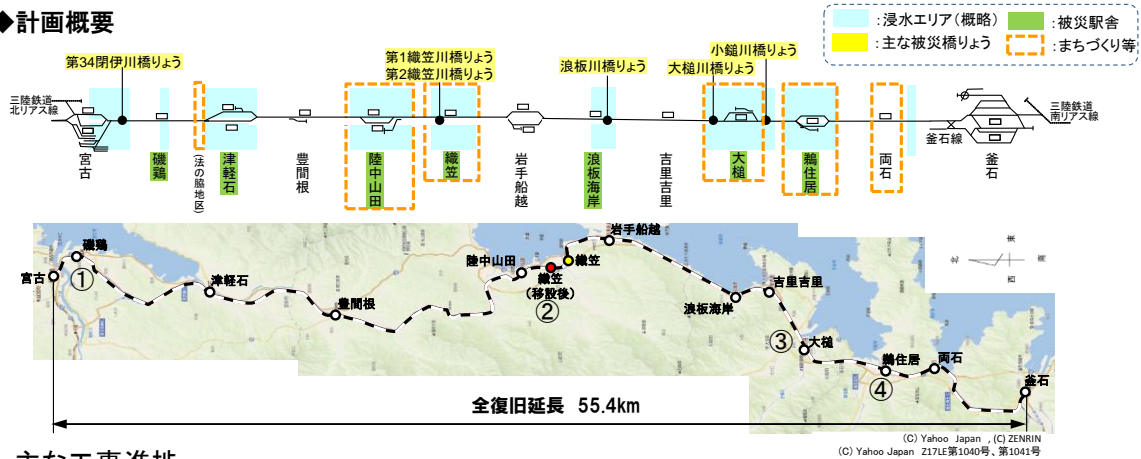 ◆計画概要
:浸水エリア(概略)
:被災駅舎
:主な被災橋りょう
:まちづくり等
第34閉伊川橋りょう
第1織笠川橋りょう
第2織笠川橋りょう
浪板川橋りょう
小鎚川橋りょう
大槌川橋りょう
三陸鉄道
北リアス線
釜石線
三陸鉄道
南リアス線
宮古
磯鶏
(法の脇地区)
津軽石
豊間根
陸中山田
織笠
岩手船越
浪板海岸
吉里吉里
大槌
鵜住居
両石
釜石
宮古
磯鶏
①
津軽石
豊間根
陸中山田
織笠
(移設後)
②
織笠
岩手船越
浪板海岸
吉里吉里
③
大槌
鵜住居
④
両石
釜石
北
東
西
南
全復旧延長 55.4km
(C) Yahoo Japan , (C) ZENRIN
(C) Yahoo Japan Z17LE第1040号、第1041号
主な工事進捗